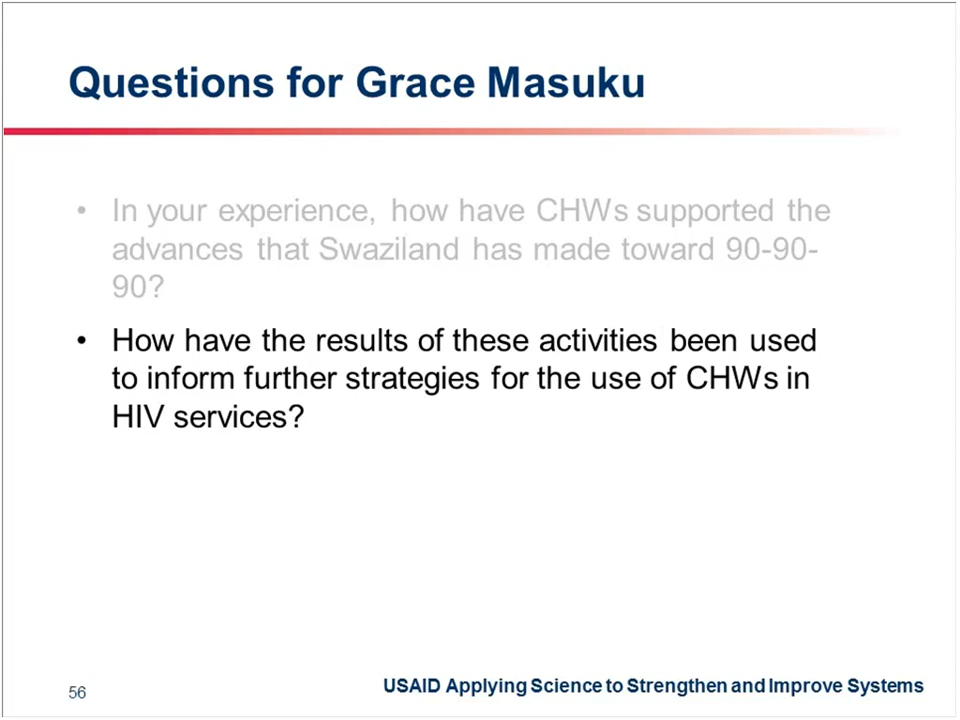 Questions for Grace Masuku
• In your experience, how have CHWs supported the
advances that Swaziland has made toward 90-90-
90?
• How have the results of these activities been used
to inform further strategies for the use of CHWs in
HIV services?
56
USAID Applying Science to Strengthen and Improve Systems